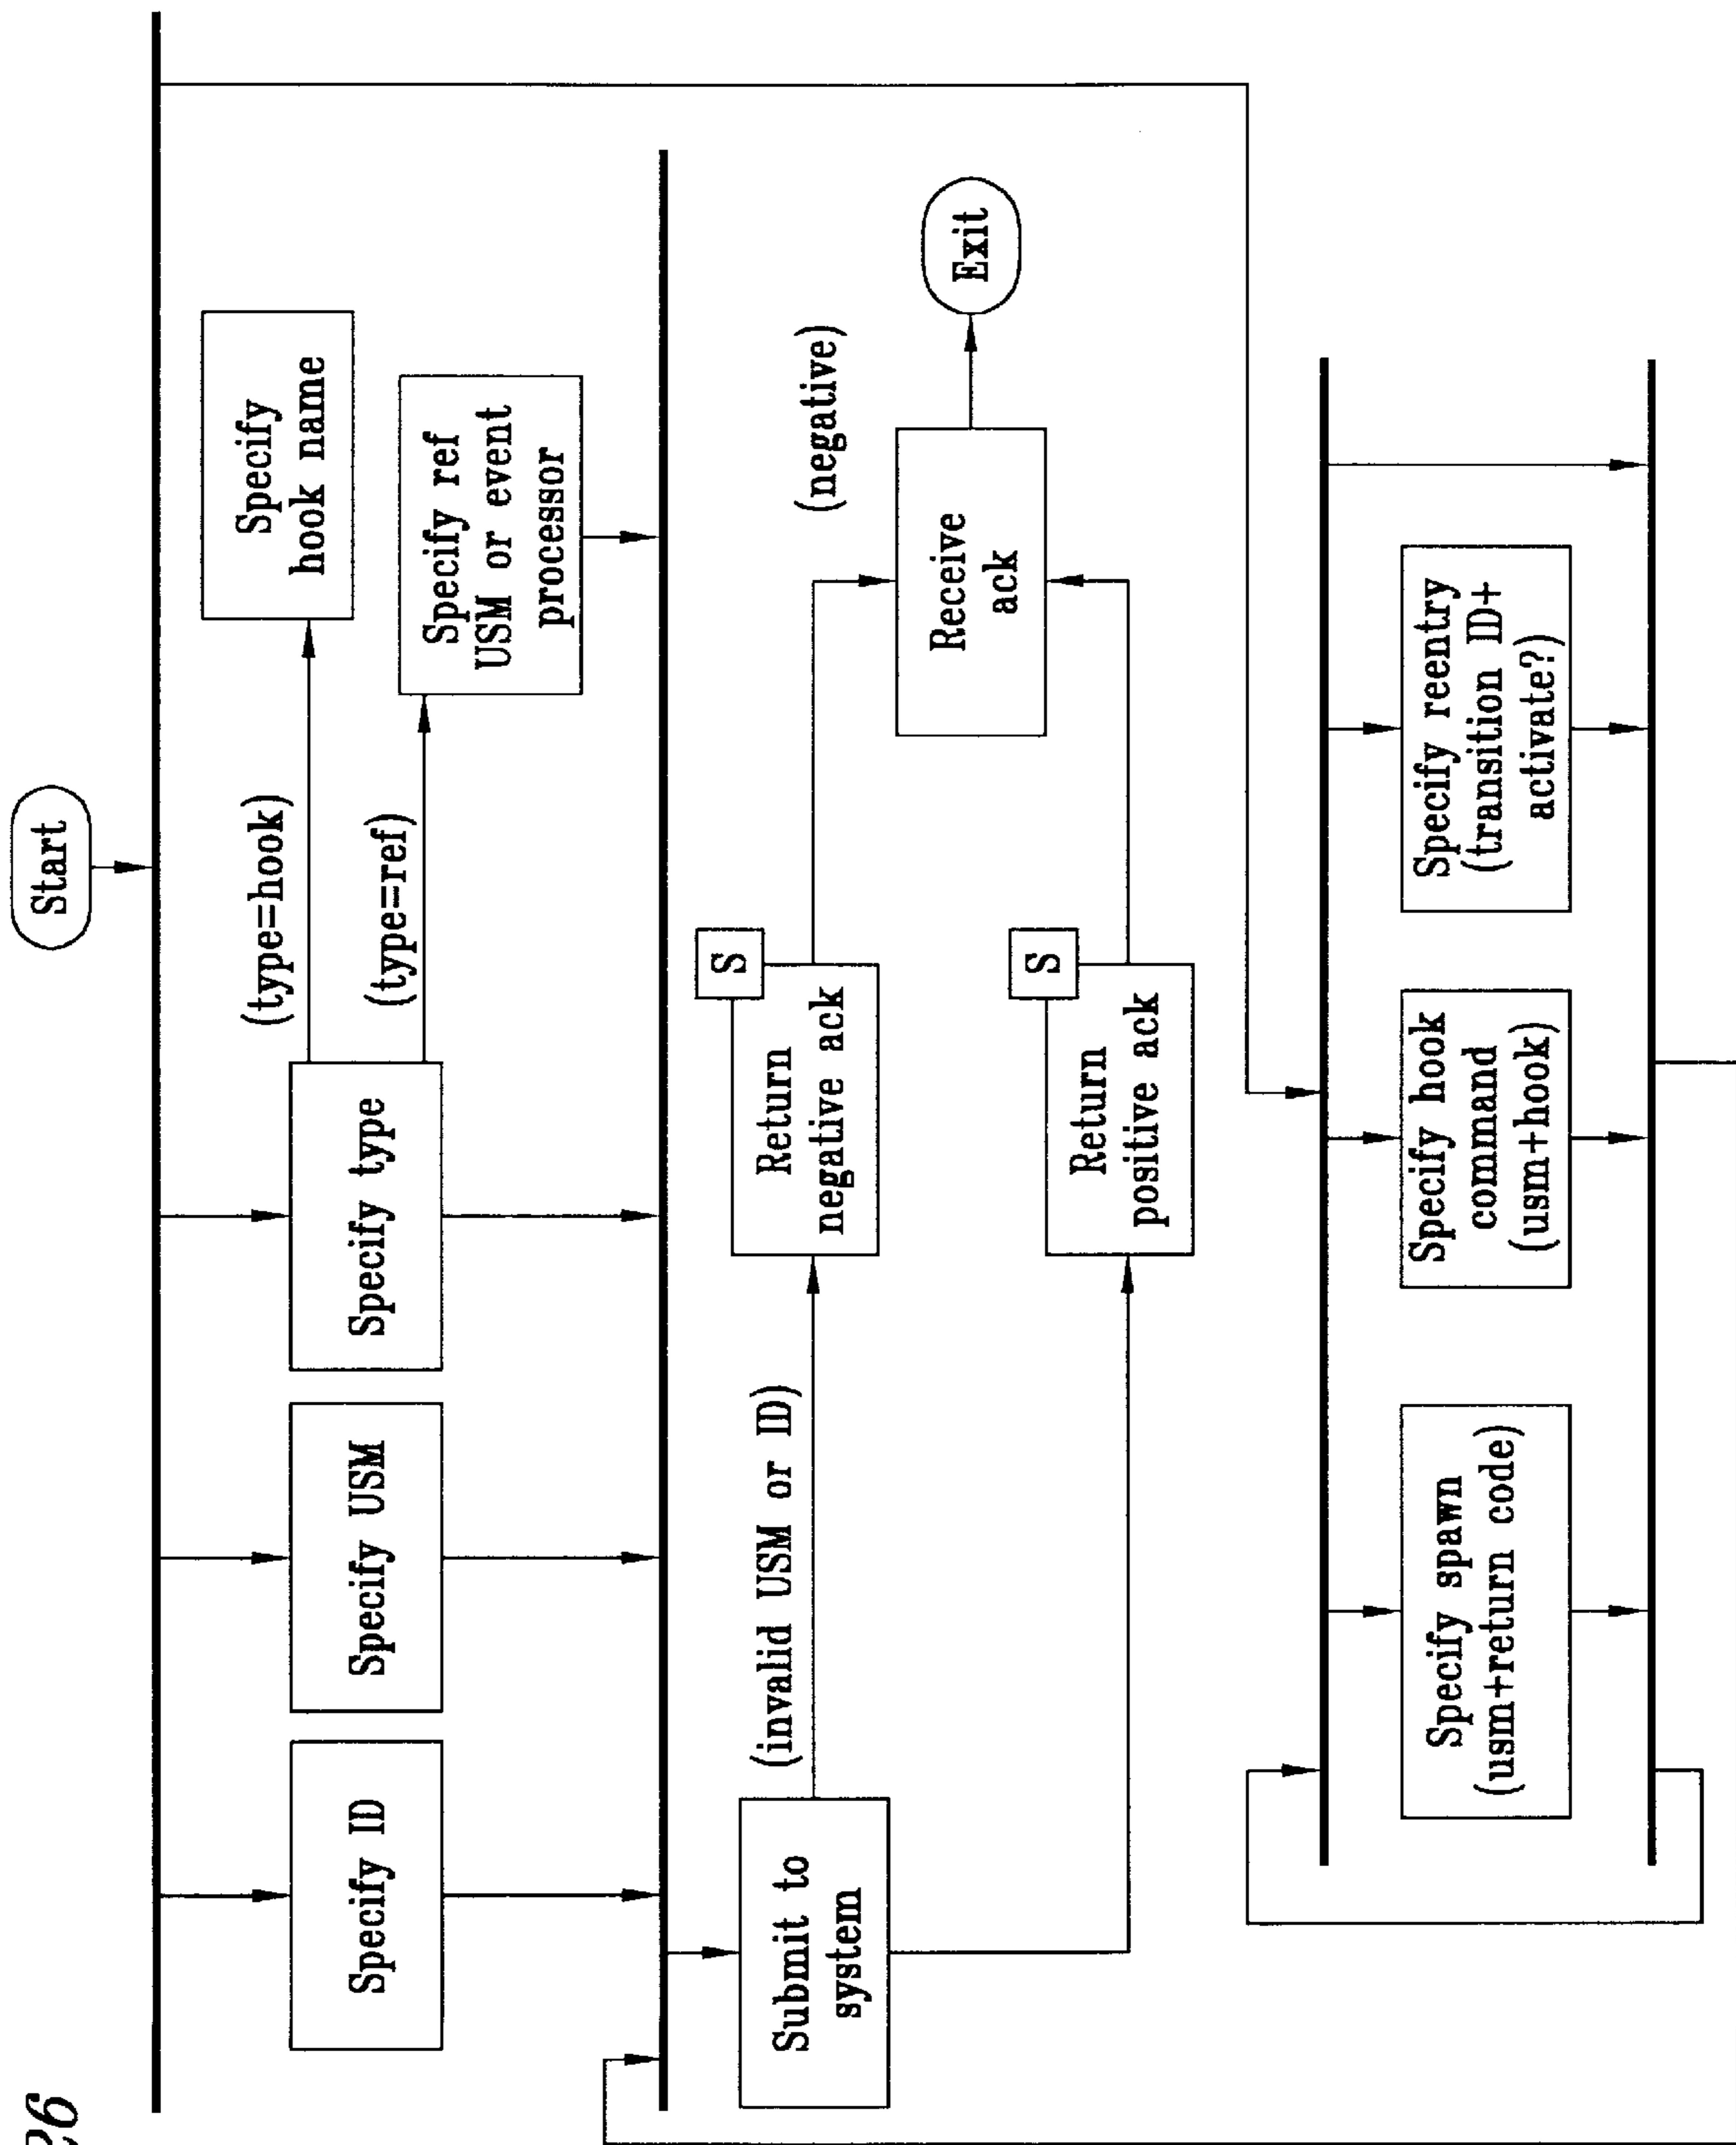 26
Start
Specify ID
Specify USM
Specify type
(type=hook)
(type=ref)
Specify
hook name
Specify ref
USM or event
processor
Submit to
system
(invalid USM or ID)
Return
negative ack
S
Return
positive ack
S
Receive
ack
(negative)
Exit
Specify spawn
(usm+return code)
Specify hook
command
(usm+hook)
Specify reentry
(transition ID+
activate?)